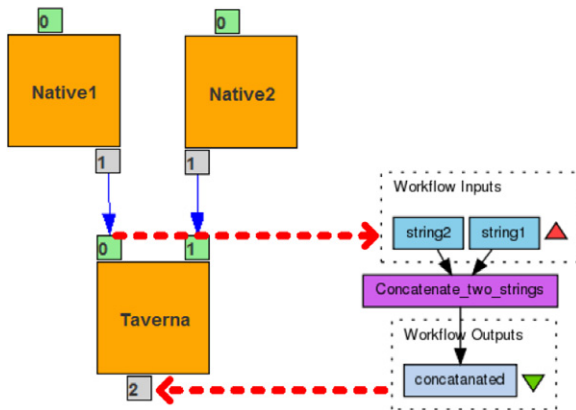 0
0
Native1
Native2
1
1
Workflow Inputs
0
1
string2
string1
Concatenate_two_strings
Taverna
Workflow Outputs
2
concatanated